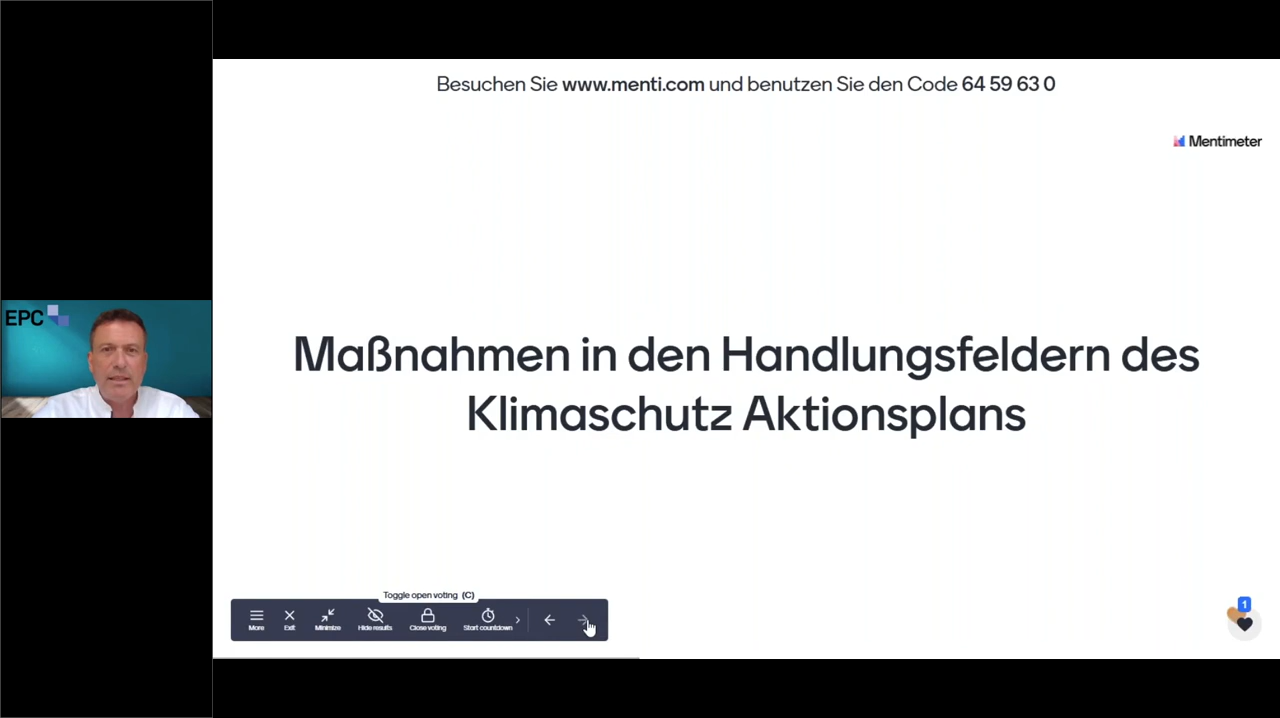 Besuchen Sie www.menti.com und benutzen Sie den Code 64 59 63 0
Mentimeter
EPC
Maßnahmen in den Handlungsfeldern des
Klimaschutz Aktionsplans
Toggle open voting (C)
More
Exit
Minimize
Hide results
Close voting
Start countdown
1